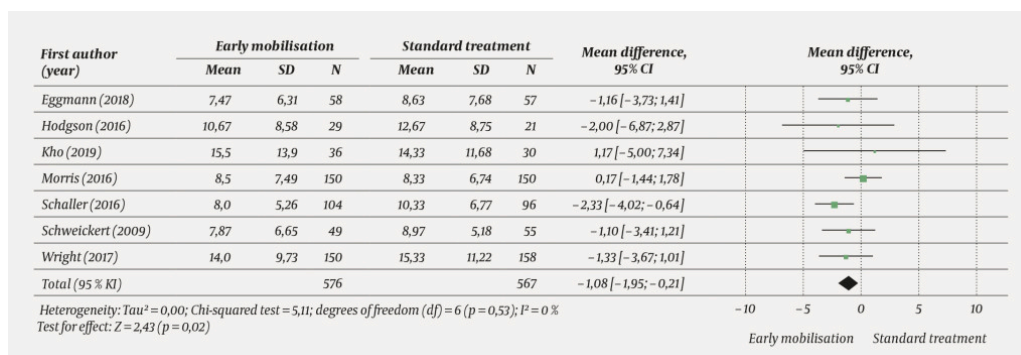 First author (year) Early mobilisation Standard treatment Mean difference, 95% CI Mean difference, 95% CI
Mean SD N Mean SD N
Eggmann (2018) 7,47 6,31 58 8,63 7,68 57 −1,16 [−3,73; 1,41]
Hodgson (2016) 10,67 8,58 29 12,67 8,75 21 −2,00 [−6,87; 2,87]
Kho (2019) 15,5 13,9 36 14,33 11,68 30 1,17 [−5,00; 7,34]
Morris (2016) 8,5 7,49 150 8,33 6,74 150 0,17 [−1,44; 1,78]
Schaller (2016) 8,0 5,26 104 10,33 6,77 96 −2,33 [−4,02; −0,64]
Schweickert (2009) 7,87 6,65 49 8,97 5,18 55 −1,10 [−3,41; 1,21]
Wright (2017) 14,0 9,73 150 15,33 11,22 158 −1,33 [−3,67; 1,01]
Total (95 % KI) 576 567 −1,08 [−1,95; −0,21]
Heterogeneity: Tau² = 0,00; Chi-squared test = 5,11; degrees of freedom (df) = 6 (p = 0,53); I² = 0 %
Test for effect: Z = 2,43 (p = 0,02)
−10 −5 0 5 10
Early mobilisation Standard treatment